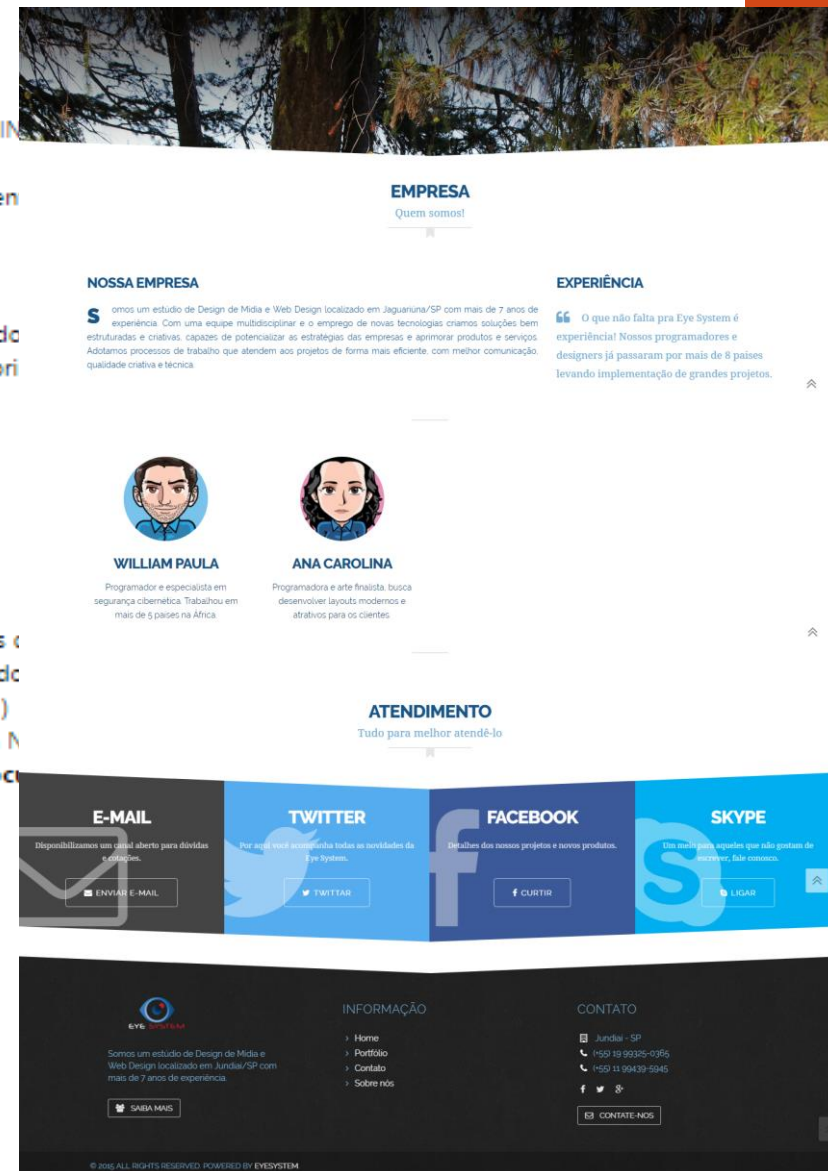 EMPRESA
Quem somos!
NOSSA EMPRESA
Somos um estúdio de Design de Mídia e Web Design localizado em Jaguariúna/SP com mais de 7 anos de
experiência. Com uma equipe multidisciplinar e o emprego de novas tecnologias criamos soluções bem
estruturadas e criativas, capazes de potencializar as estratégias das empresas e aprimorar produtos e serviços.
Adotamos processos de trabalho que atendem aos projetos de forma mais eficiente, com melhor comunicação,
qualidade criativa e técnica.
EXPERIÊNCIA
O que não falta pra Eye System é
experiência! Nossos programadores e
designers já passaram por mais de 8 países
levando implementação de grandes projetos.
WILLIAM PAULA
Programador e especialista em
segurança cibernética. Trabalhou em
mais de 5 países na África.
ANA CAROLINA
Programadora e arte finalista, busca
desenvolver layouts modernos e
atrativos para os clientes
ATENDIMENTO
Tudo para melhor atendê-lo
E-MAIL
Disponibilizamos um canal aberto para dúvidas
e cotações.
ENVIAR E-MAIL
TWITTER
Por aqui você acompanha todas as novidades da
Eye System.
TWITTAR
FACEBOOK
Detalhes dos nossos projetos e novos produtos.
CURTIR
SKYPE
Um meio para aqueles que não gostam de
escrever, fale conosco.
LIGAR
EYE SYSTEM
Somos um estúdio de Design de Mídia e
Web Design localizado em Jundiaí/SP com
mais de 7 anos de experiência.
SAIBA MAIS
INFORMAÇÃO
Home
Portfólio
Contato
Sobre nós
CONTATO
Jundiaí - SP
(+55) 19 99325-0365
(+55) 11 99439-5945
CONTATE-NOS
© 2015 ALL RIGHTS RESERVED. POWERED BY EYESYSTEM